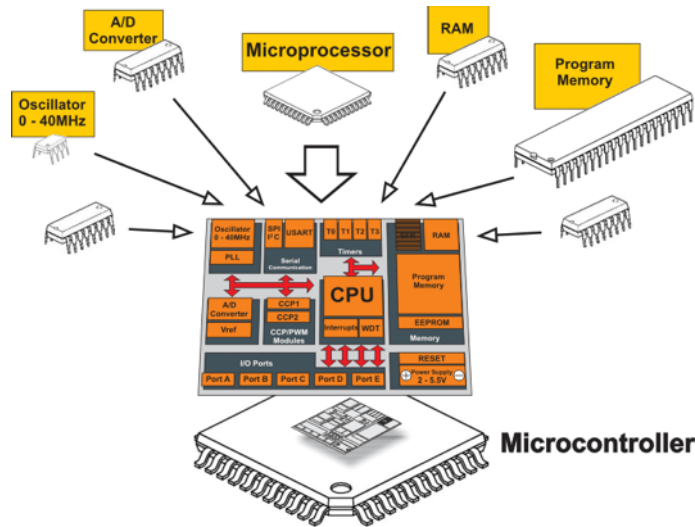 A/D
Converter
Microprocessor
RAM
Program
Memory
Oscillator
0 - 40MHz
Oscillator
0 - 40MHz
PLL
SPI
I²C
USART
Serial
Communication
T0 T1 T2 T3
Timers
RAM
Program
Memory
EEPROM
Memory
A/D
Converter
Vref
CCP1
CCP2
CCP/PWM
Modules
CPU
Interrupts
WDT
I/O Ports
Port A Port B Port C Port D Port E
RESET
Power Supply
2 - 5.5V
Microcontroller